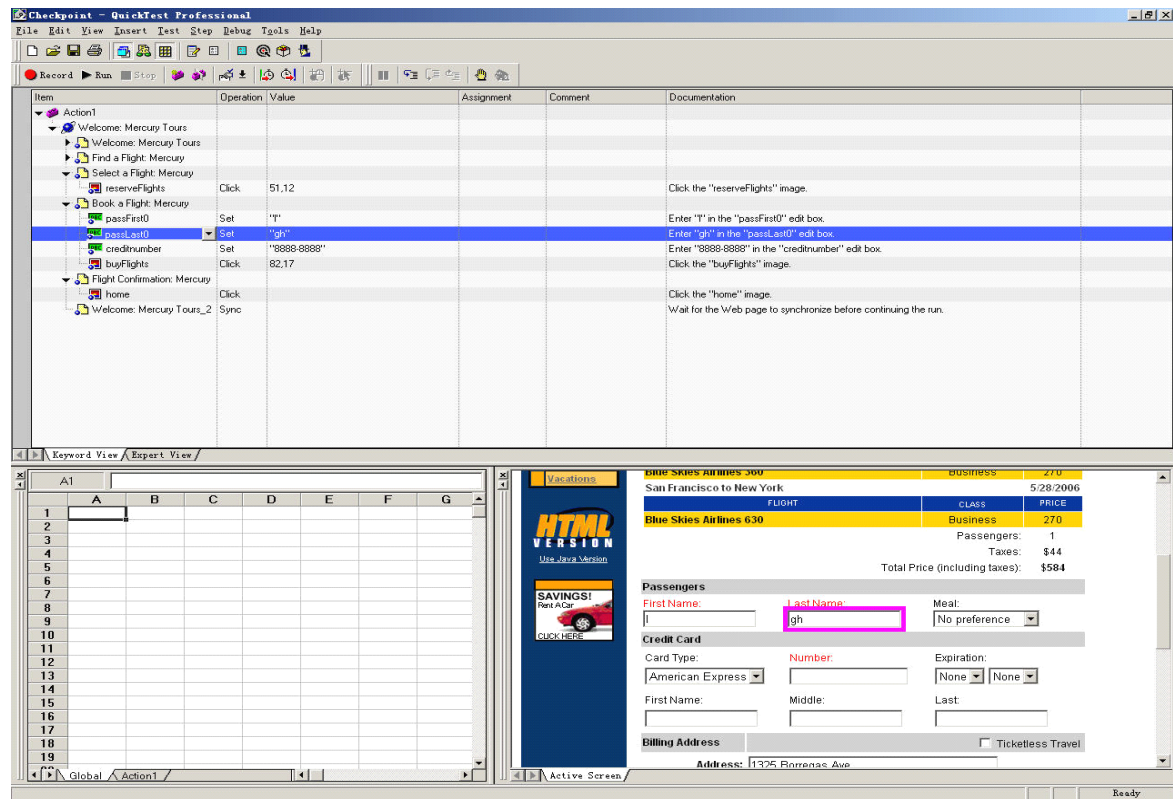 Checkpoint - QuickTest Professional
File Edit View Insert Test Step Debug Tools Help
Record Run Stop
Item Operation Value Assignment Comment Documentation
Action1
Welcome: Mercury Tours
Welcome: Mercury Tours
Find a Flight: Mercury
Select a Flight: Mercury
reserveFlights Click 51,12 Click the "reserveFlights" image.
Book a Flight: Mercury
passFirst0 Set "l" Enter "l" in the "passFirst0" edit box.
passLast0 Set "gh" Enter "gh" in the "passLast0" edit box.
creditnumber Set "8888-8888" Enter "8888-8888" in the "creditnumber" edit box.
buyFlights Click 82,17 Click the "buyFlights" image.
Flight Confirmation: Mercury
home Click Click the "home" image.
Welcome: Mercury Tours_2 Sync Wait for the Web page to synchronize before continuing the run.
Keyword View Expert View
A1
A B C D E F G
1
2
3
4
5
6
7
8
9
10
11
12
13
14
15
16
17
18
19
Global Action1
Vacations
HTML
VERSION
Use Java Version
SAVINGS!
Rent A Car
CLICK HERE
Blue Skies Airlines 360 Business 270
San Francisco to New York 5/28/2006
FLIGHT CLASS PRICE
Blue Skies Airlines 630 Business 270
Passengers: 1
Taxes: $44
Total Price (including taxes): $584
Passengers
First Name: Last Name: Meal:
l gh No preference
Credit Card
Card Type: Number: Expiration:
American Express None None
First Name: Middle: Last:
Billing Address Ticketless Travel
Address: 1325 Borregas Ave
Active Screen
Ready